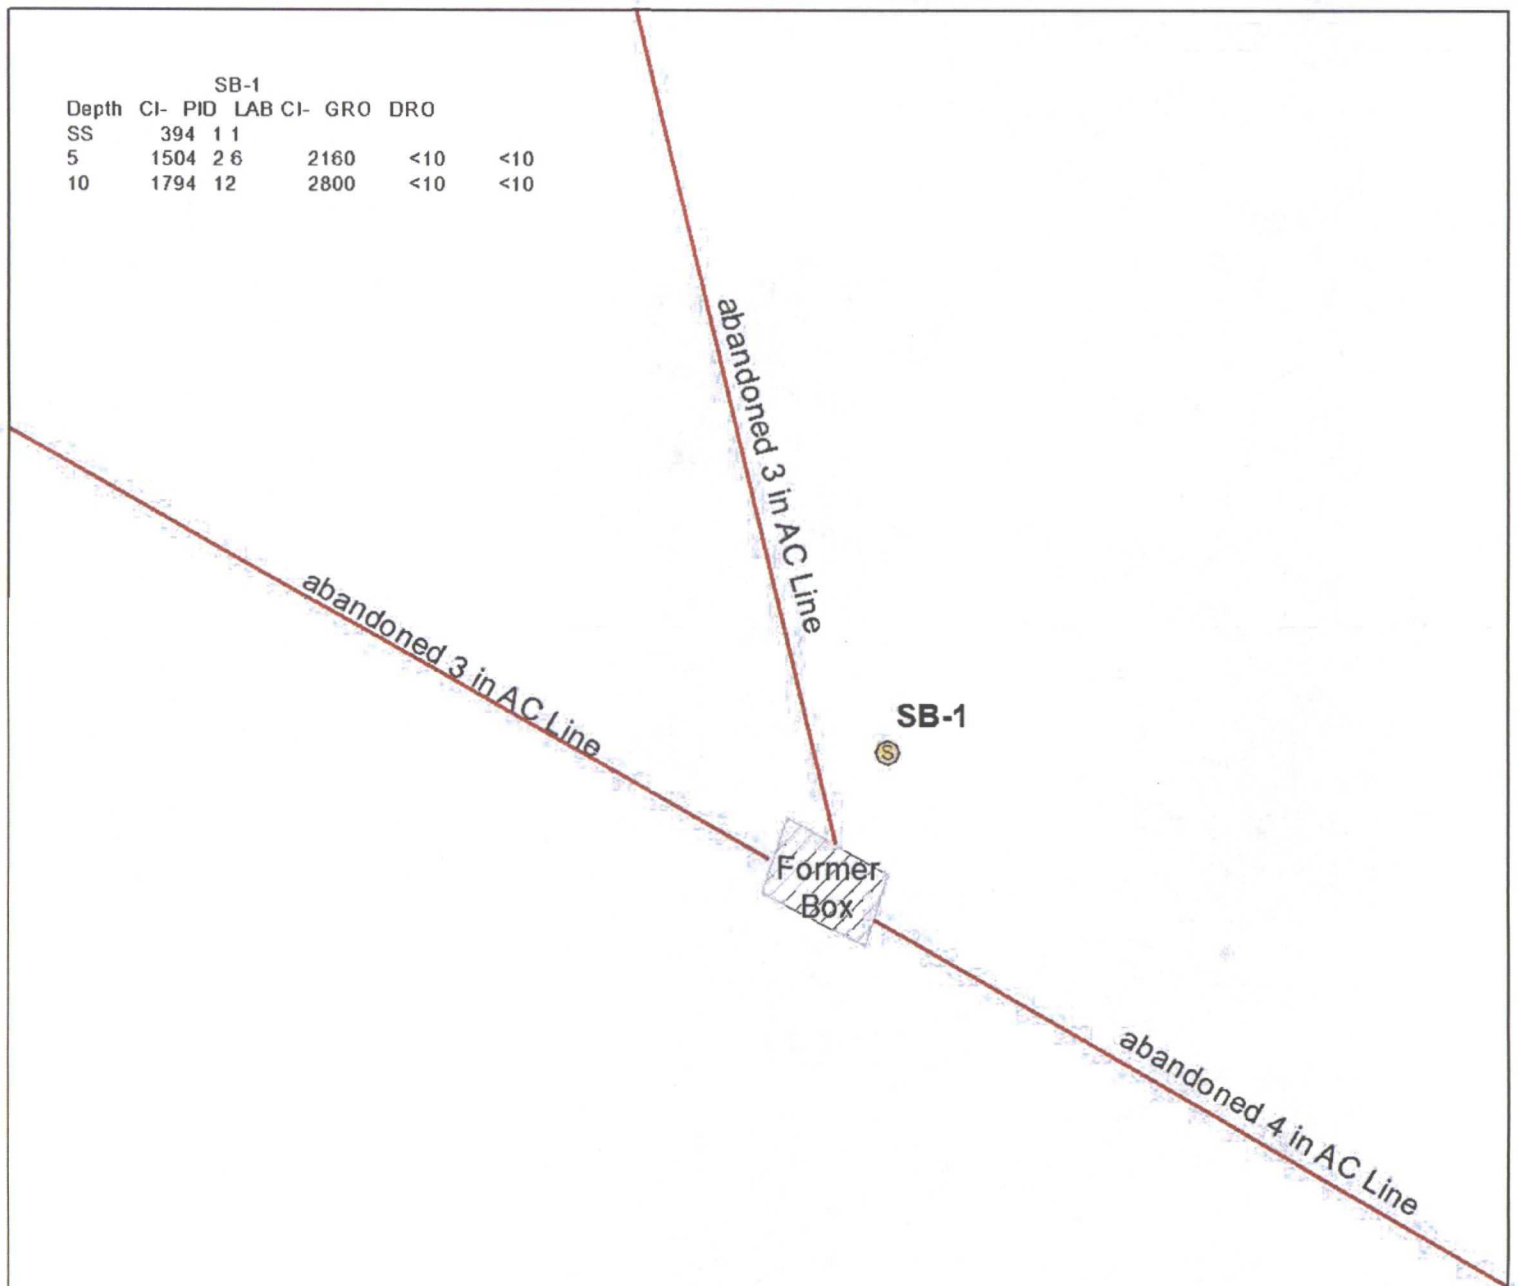 SB-1
Depth Cl- PID LAB Cl- GRO DRO
SS 394 1 1
5 1504 2 6 2160 <10 <10
10 1794 12 2800 <10 <10
abandoned 3 in AC Line
abandoned 3 in AC Line
SB-1
S
Former
Box
abandoned 4 in AC Line